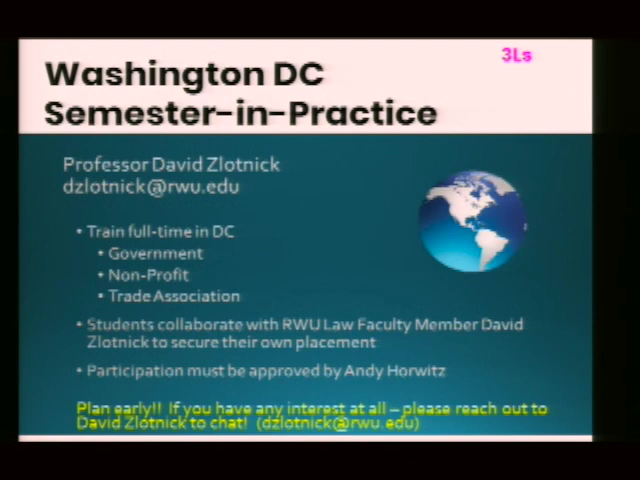 3Ls
Washington DC
Semester-in-Practice
Professor David Zlotnick
dzlotnick@rwu.edu
• Train full-time in DC
• Government
• Non-Profit
• Trade Association
• Students collaborate with RWU Law Faculty Member David
Zlotnick to secure their own placement
• Participation must be approved by Andy Horwitz
Plan early!! If you have any interest at all – please reach out to
David Zlotnick to chat! (dzlotnick@rwu.edu)